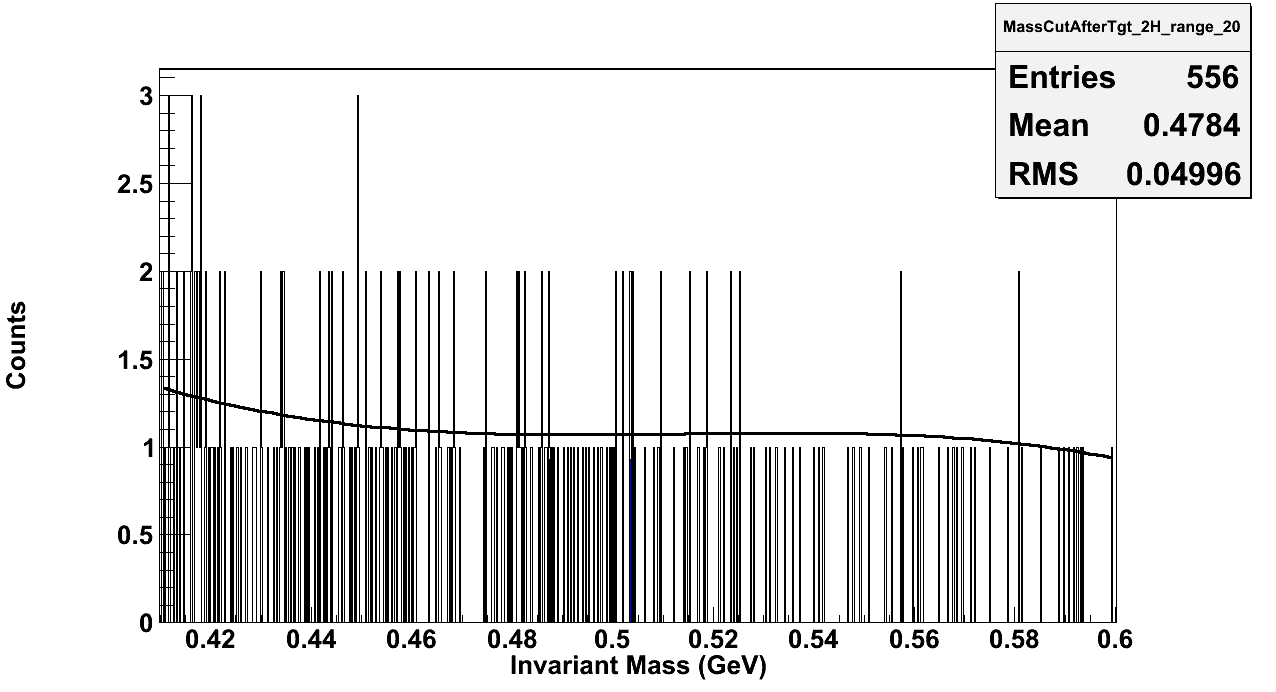 MassCutAfterTgt_2H_range_20
Entries 556
Mean 0.4784
RMS 0.04996
3
2.5
2
1.5
1
0.5
0
Counts
0.42 0.44 0.46 0.48 0.5 0.52 0.54 0.56 0.58 0.6
Invariant Mass (GeV)